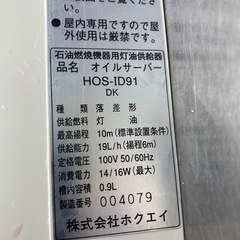 ●屋内専用ですので屋
外使用は厳禁です。
石油燃焼機器用灯油供給器
品名 オイルサーバー
HOS-ID91
DK
種類 落差形
供給燃料 灯油
最高揚程 10m(標準設置条件)
供給能力 19L/h(揚程6m)
定格電圧 100V 50/60Hz
消費電力 14/16W(最大)
槽内容積 0.9L
製造番号 004079
株式会社ホクエイ